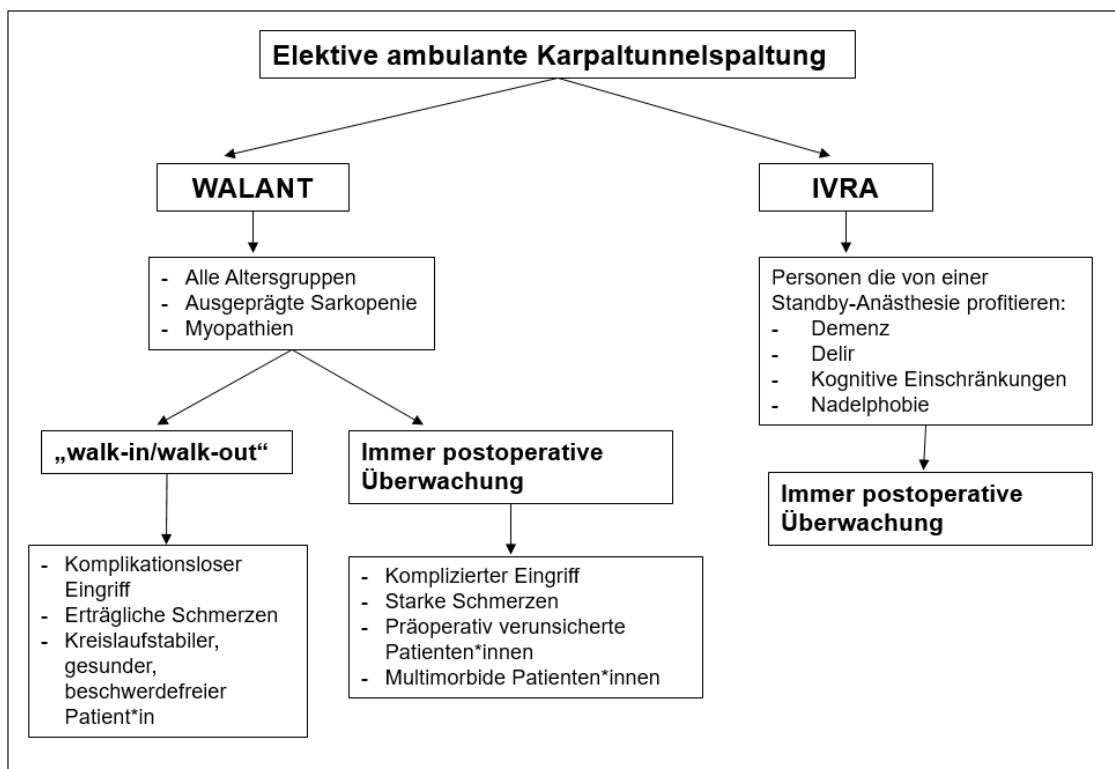 Elektive ambulante Karpaltunnelspaltung
WALANT
IVRA
- Alle Altersgruppen
- Ausgeprägte Sarkopenie
- Myopathien
Personen die von einer
Standby-Anästhesie profitieren:
- Demenz
- Delir
- Kognitive Einschränkungen
- Nadelphobie
„walk-in/walk-out“
Immer postoperative
Überwachung
Immer postoperative
Überwachung
- Komplikationsloser
Eingriff
- Erträgliche Schmerzen
- Kreislaufstabiler,
gesunder,
beschwerdefreier
Patient*in
- Komplizierter Eingriff
- Starke Schmerzen
- Präoperativ verunsicherte
Patienten*innen
- Multimorbide Patienten*innen